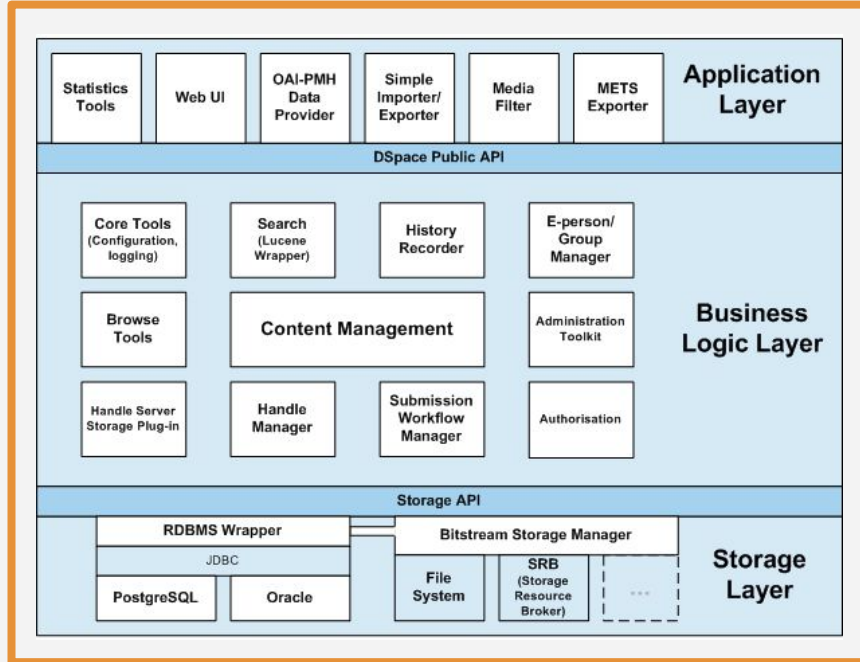 Statistics
Tools
Web UI
OAI-PMH
Data
Provider
Simple
Importer/
Exporter
Media
Filter
METS
Exporter
Application
Layer
DSpace Public API
Core Tools
(Configuration,
logging)
Search
(Lucene
Wrapper)
History
Recorder
E-person/
Group
Manager
Browse
Tools
Content Management
Administration
Toolkit
Business
Logic Layer
Handle Server
Storage Plug-in
Handle
Manager
Submission
Workflow
Manager
Authorisation
Storage API
RDBMS Wrapper
Bitstream Storage Manager
JDBC
PostgreSQL
Oracle
File
System
SRB
(Storage
Resource
Broker)
...
Storage
Layer